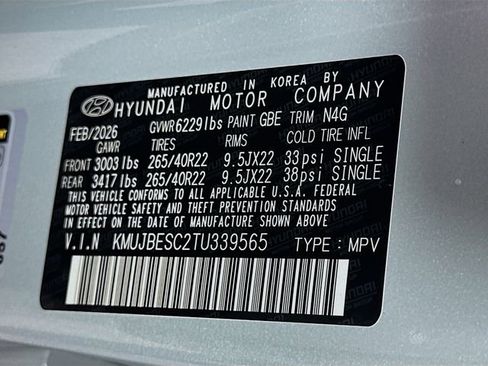 MANUFACTURED IN KOREA BY
HYUNDAI MOTOR COMPANY
FEB/2026 GVWR 6229 lbs PAINT GBE TRIM N4G
GAWR TIRES RIMS COLD TIRE INFL
FRONT 3003 lbs 265/40R22 9.5JX22 33psi SINGLE
REAR 3417 lbs 265/40R22 9.5JX22 38psi SINGLE
THIS VEHICLE CONFORMS TO ALL APPLICABLE U.S.A. FEDERAL
MOTOR VEHICLE SAFETY AND THEFT PREVENTION STANDARDS
IN EFFECT ON THE DATE OF MANUFACTURE SHOWN ABOVE.
V.I.N KMUJBESC2TU339565 TYPE : MPV